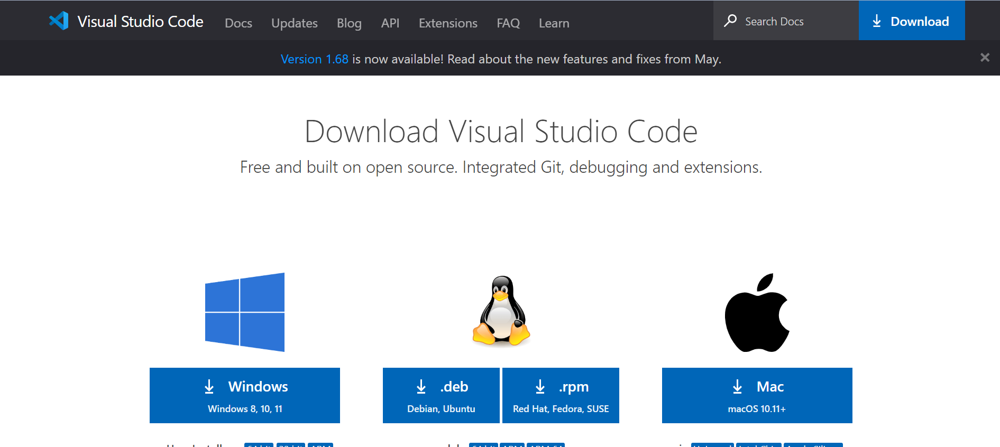 Visual Studio Code Docs Updates Blog API Extensions FAQ Learn Search Docs Download
Version 1.68 is now available! Read about the new features and fixes from May.
Download Visual Studio Code
Free and built on open source. Integrated Git, debugging and extensions.
Windows
Windows 8, 10, 11
.deb
Debian, Ubuntu
.rpm
Red Hat, Fedora, SUSE
Mac
macOS 10.11+